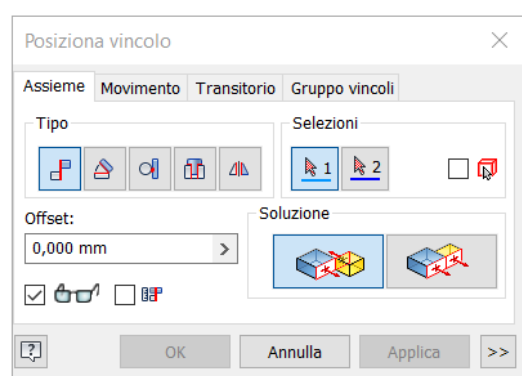 Posiziona vincolo
Assieme Movimento Transitorio Gruppo vincoli
Tipo Selezioni
1 2
Offset: Soluzione
0,000 mm
OK Annulla Applica >>